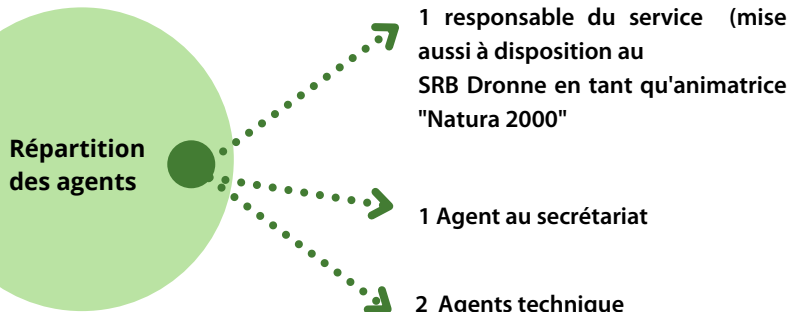 1 responsable du service (mise
aussi à disposition au
SRB Dronne en tant qu'animatrice
"Natura 2000"
Répartition
des agents
1 Agent au secrétariat
2 Agents technique